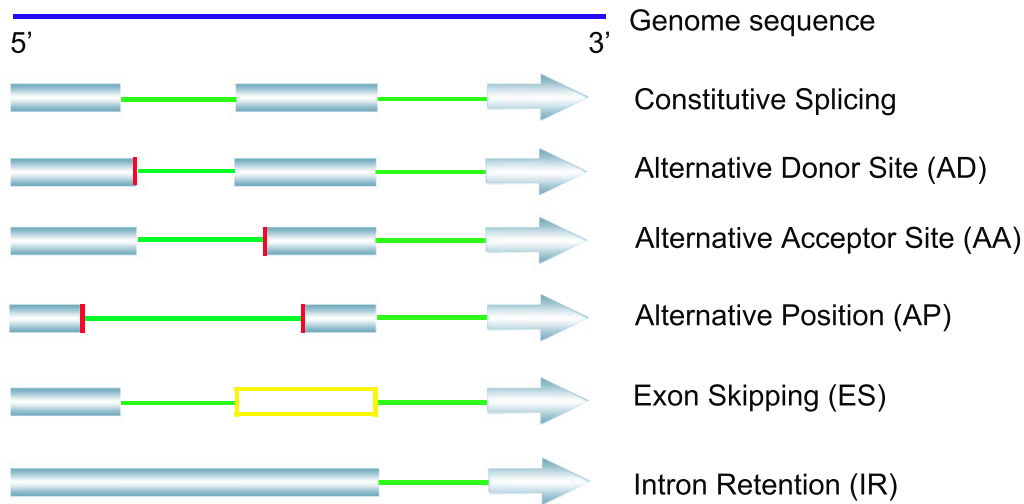 Genome sequence
5’ 3’
Constitutive Splicing
Alternative Donor Site (AD)
Alternative Acceptor Site (AA)
Alternative Position (AP)
Exon Skipping (ES)
Intron Retention (IR)